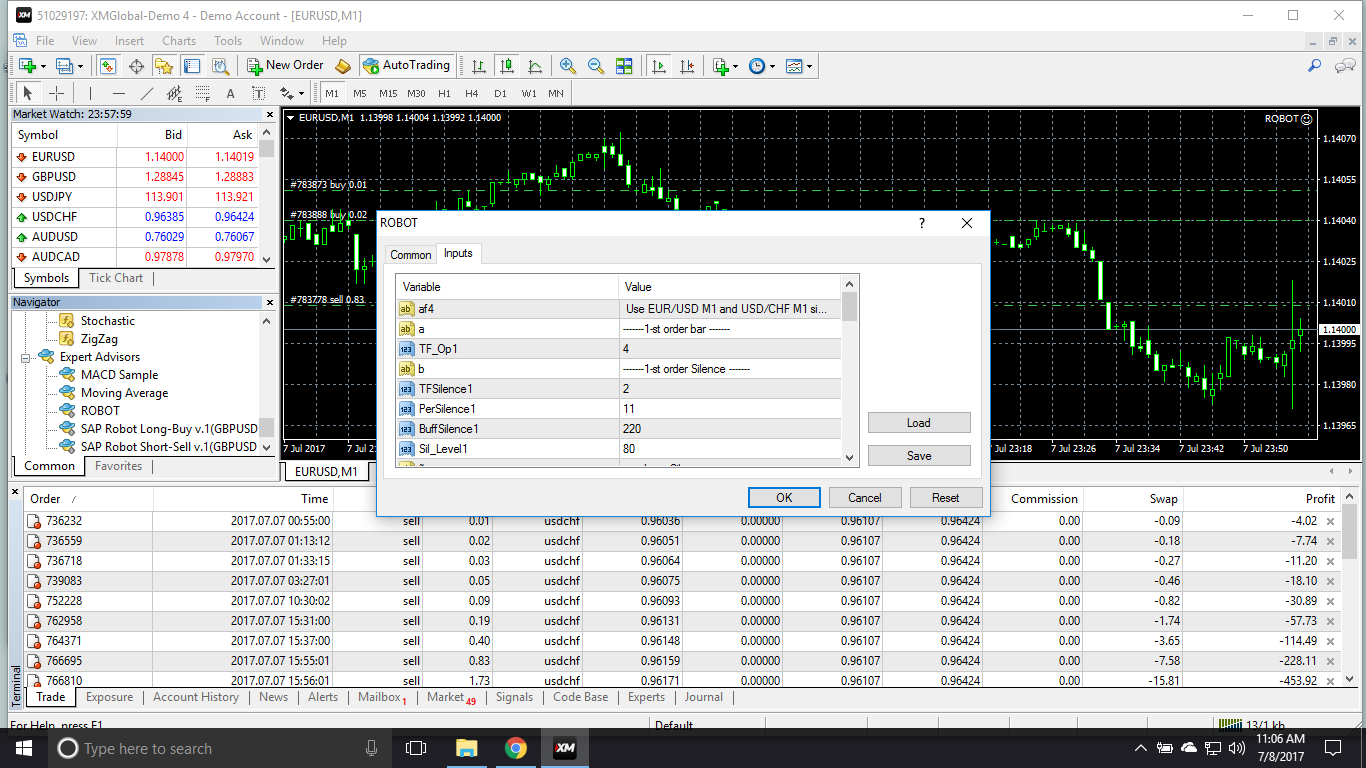 XM 51029197: XMGlobal-Demo 4 - Demo Account - [EURUSD,M1]
File View Insert Charts Tools Window Help
New Order AutoTrading
A T M1 M5 M15 M30 H1 H4 D1 W1 MN
Market Watch: 23:57:59
Symbol Bid Ask
EURUSD 1.14000 1.14019
GBPUSD 1.28845 1.28883
USDJPY 113.901 113.921
USDCHF 0.96385 0.96424
AUDUSD 0.76029 0.76067
AUDCAD 0.97878 0.97970
Symbols Tick Chart
Navigator
Stochastic
ZigZag
Expert Advisors
MACD Sample
Moving Average
ROBOT
SAP Robot Long-Buy v.1(GBPUSD
SAP Robot Short-Sell v.1(GBPUSD
Common Favorites
EURUSD,M1 1.13998 1.14004 1.13992 1.14000
ROBOT
#783873 buy 0.01
#783888 buy 0.02
#783778 sell 0.83
1.14070
1.14055
1.14040
1.14025
1.14010
1.14000
1.13995
1.13980
1.13965
7 Jul 2017 7 Jul 2 23:18 7 Jul 23:26 7 Jul 23:34 7 Jul 23:42 7 Jul 23:50
EURUSD,M1
ROBOT ?
Common Inputs
Variable Value
ab af4 Use EUR/USD M1 and USD/CHF M1 si...
ab a -------1-st order bar -------
123 TF_Op1 4
ab b -------1-st order Silence -------
123 TFSilence1 2
123 PerSilence1 11
123 BuffSilence1 220
123 Sil_Level1 80
Load
Save
OK Cancel Reset
Order / Time Commission Swap Profit
736232 2017.07.07 00:55:00 sell 0.01 usdchf 0.96036 0.00000 0.96107 0.96424 0.00 -0.09 -4.02
736559 2017.07.07 01:13:12 sell 0.02 usdchf 0.96051 0.00000 0.96107 0.96424 0.00 -0.18 -7.74
736718 2017.07.07 01:33:15 sell 0.03 usdchf 0.96064 0.00000 0.96107 0.96424 0.00 -0.27 -11.20
739083 2017.07.07 03:27:01 sell 0.05 usdchf 0.96075 0.00000 0.96107 0.96424 0.00 -0.46 -18.10
752228 2017.07.07 10:30:02 sell 0.09 usdchf 0.96093 0.00000 0.96107 0.96424 0.00 -0.82 -30.89
762958 2017.07.07 15:31:00 sell 0.19 usdchf 0.96131 0.00000 0.96107 0.96424 0.00 -1.74 -57.73
764371 2017.07.07 15:37:00 sell 0.40 usdchf 0.96148 0.00000 0.96107 0.96424 0.00 -3.65 -114.49
766695 2017.07.07 15:55:01 sell 0.83 usdchf 0.96159 0.00000 0.96107 0.96424 0.00 -7.58 -228.11
766810 2017.07.07 15:56:01 sell 1.73 usdchf 0.96171 0.00000 0.96107 0.96424 0.00 -15.81 -453.92
Terminal
Trade Exposure Account History News Alerts Mailbox 1 Market 49 Signals Code Base Experts Journal
For Help, press F1 Default 13/1 kb
Type here to search XM 11:06 AM
7/8/2017